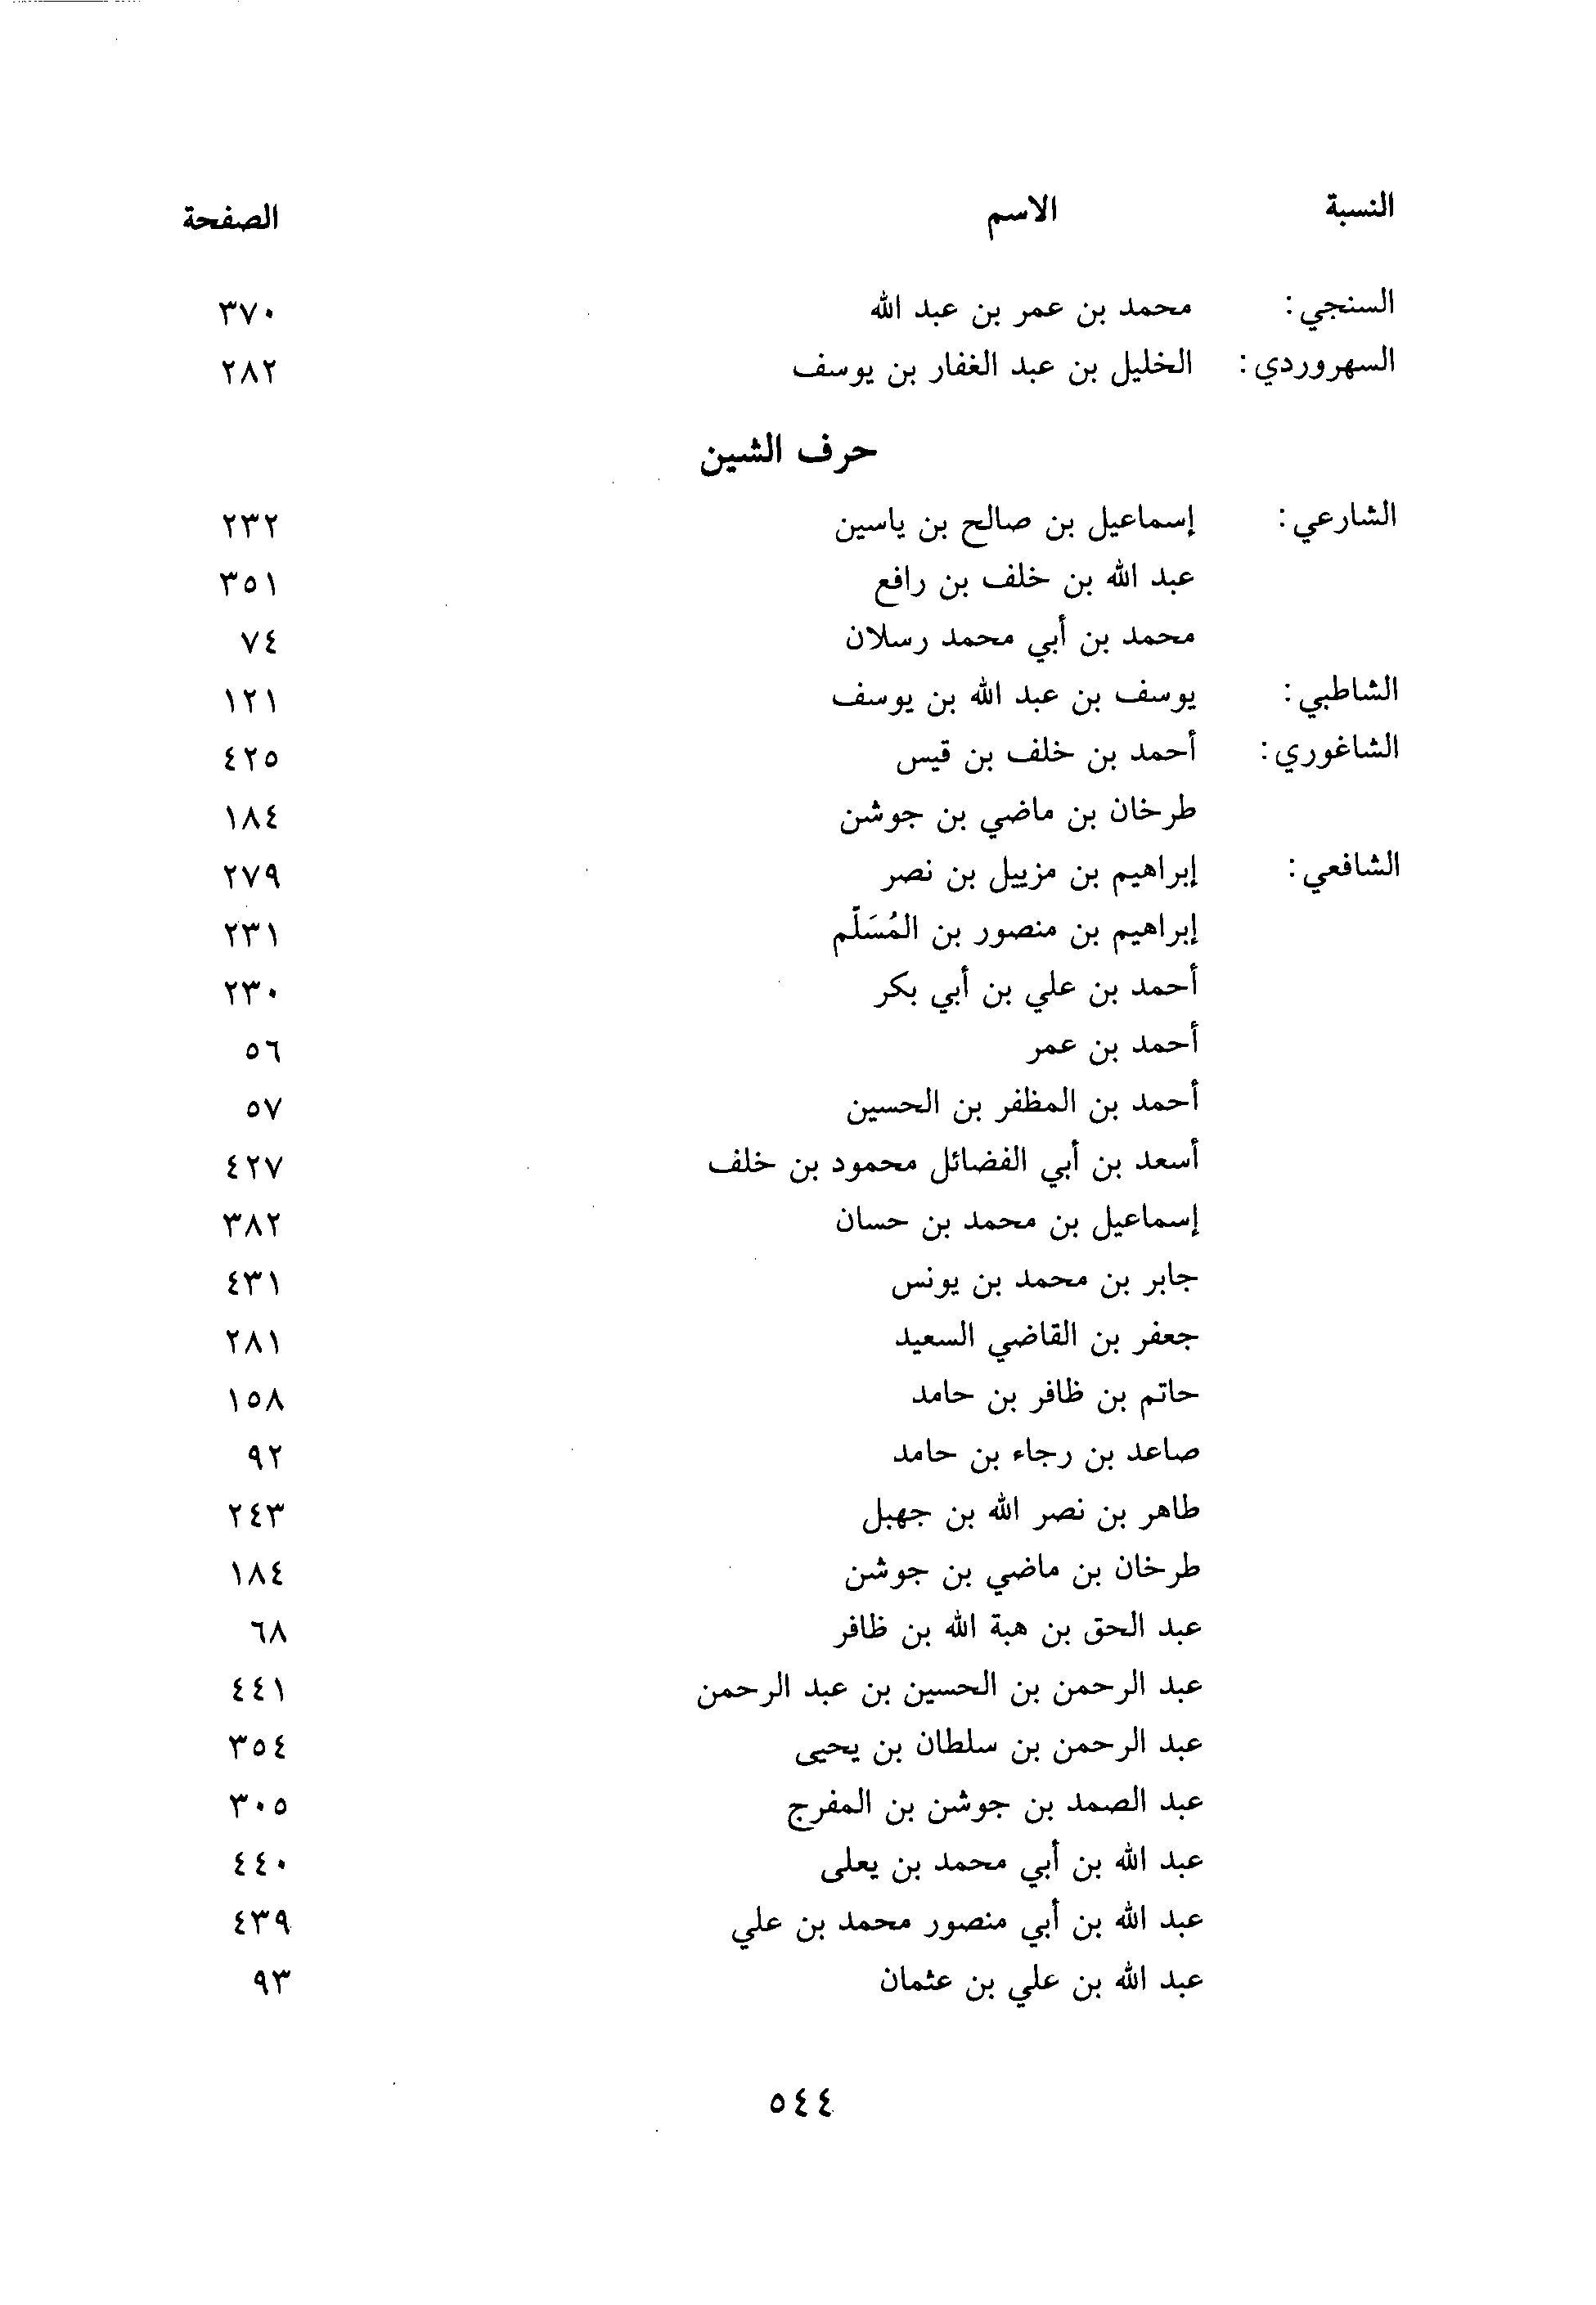 النسبة الاسم الصفحة
السنجي: محمد بن عمر بن عبد الله ٣٧٠
السهروردي: الخليل بن عبد الغفار بن يوسف ٢٨٢
حرف الشين
الشارعي: إسماعيل بن صالح بن ياسين ٢٣٢
عبد الله بن خلف بن رافع ٣٥١
محمد بن أبي محمد رسلان ٧٤
الشاطبي: يوسف بن عبد الله بن يوسف ١٢١
الشاغوري: أحمد بن خلف بن قيس ٤٢٥
طرخان بن ماضي بن جوشن ١٨٤
الشافعي: إبراهيم بن مزيبل بن نصر ٢٧٩
إبراهيم بن منصور بن المُسَلّم ٢٣١
أحمد بن علي بن أبي بكر ٢٣٠
أحمد بن عمر ٥٦
أحمد بن المظفر بن الحسين ٥٧
أسعد بن أبي الفضائل محمود بن خلف ٤٢٧
إسماعيل بن محمد بن حسان ٣٨٢
جابر بن محمد بن يونس ٤٣١
جعفر بن القاضي السعيد ٢٨١
حاتم بن ظافر بن حامد ١٥٨
صاعد بن رجاء بن حامد ٩٢
طاهر بن نصر الله بن جهبل ٢٤٣
طرخان بن ماضي بن جوشن ١٨٤
عبد الحق بن هبة الله بن ظافر ٦٨
عبد الرحمن بن الحسين بن عبد الرحمن ٤٤١
عبد الرحمن بن سلطان بن يحيى ٣٥٤
عبد الصمد بن جوشن بن المفرج ٣٠٥
عبد الله بن أبي محمد بن يعلى ٤٤٠
عبد الله بن أبي منصور محمد بن علي ٤٣٩
عبد الله بن علي بن عثمان ٩٣
٥٤٤